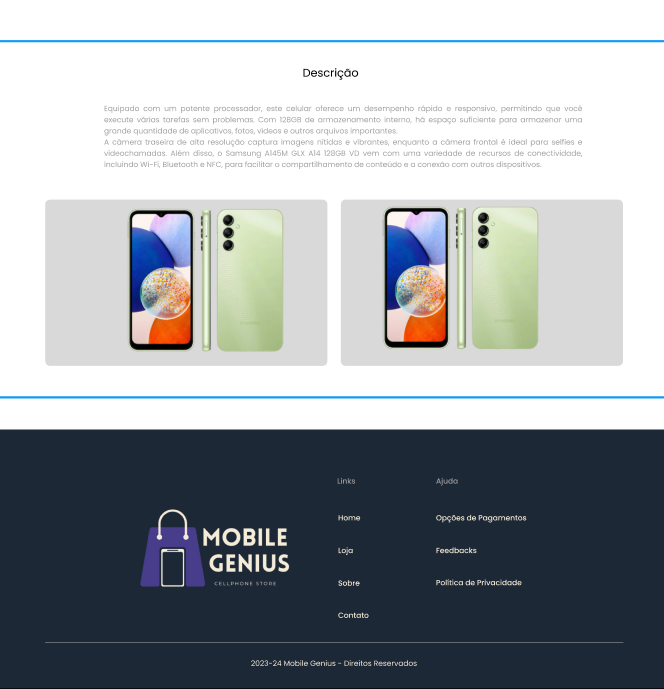 Descrição
Equipado com um potente processador, este celular oferece um desempenho rápido e responsivo, permitindo que você
execute várias tarefas sem problemas. Com 128GB de armazenamento interno, há espaço suficiente para armazenar uma
grande quantidade de aplicativos, fotos, vídeos e outros arquivos importantes.
A câmera traseira de alta resolução captura imagens nítidas e vibrantes, enquanto a câmera frontal é ideal para selfies e
videochamadas. Além disso, o Samsung A145M GLX A14 128GB VD vem com uma variedade de recursos de conectividade,
incluindo Wi-Fi, Bluetooth e NFC, para facilitar o compartilhamento de conteúdo e a conexão com outros dispositivos.
MOBILE
GENIUS
CELLPHONE STORE
Links
Home
Loja
Sobre
Contato
Ajuda
Opções de Pagamentos
Feedbacks
Política de Privacidade
2023-24 Mobile Genius - Direitos Reservados